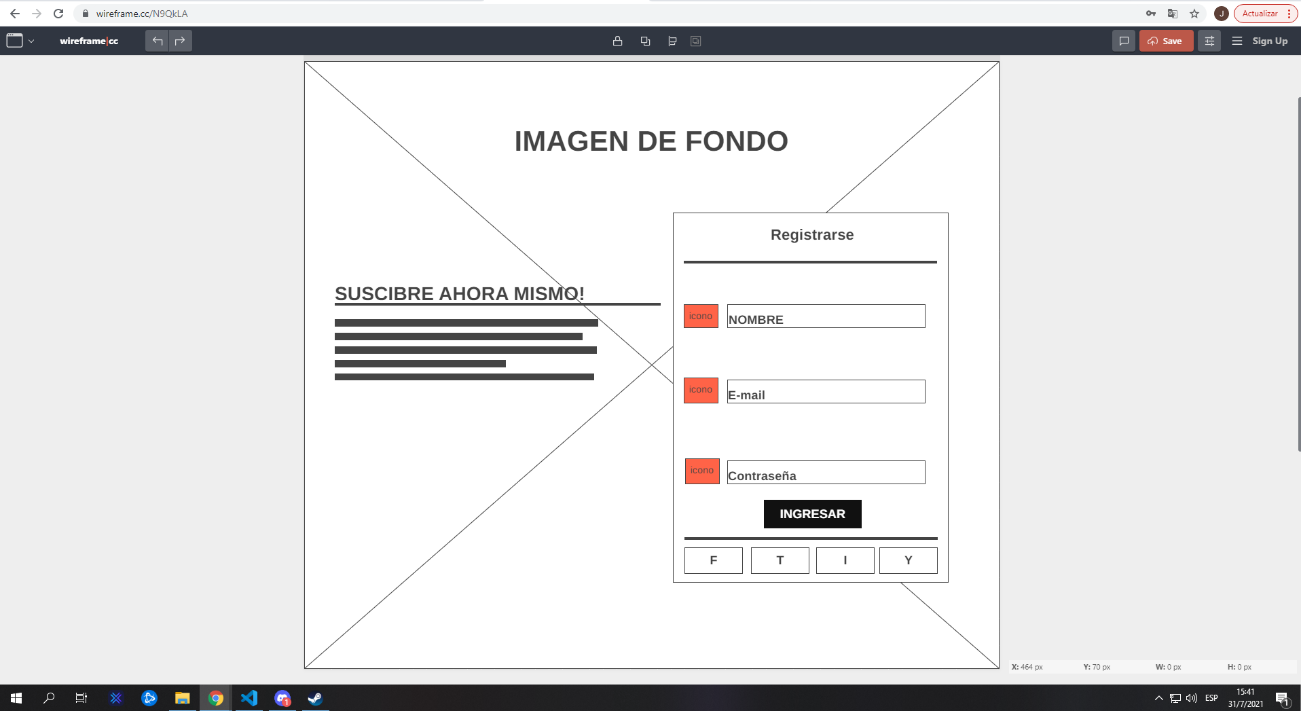 wireframe.cc/N9QkLA
J
Actualizar
wireframe|cc
Save
Sign Up
IMAGEN DE FONDO
Registrarse
SUSCIBRE AHORA MISMO!
icono
NOMBRE
icono
E-mail
icono
Contraseña
INGRESAR
F T I Y
X: 464 px Y: 70 px W: 0 px H: 0 px
ESP
15:41
31/7/2021
1